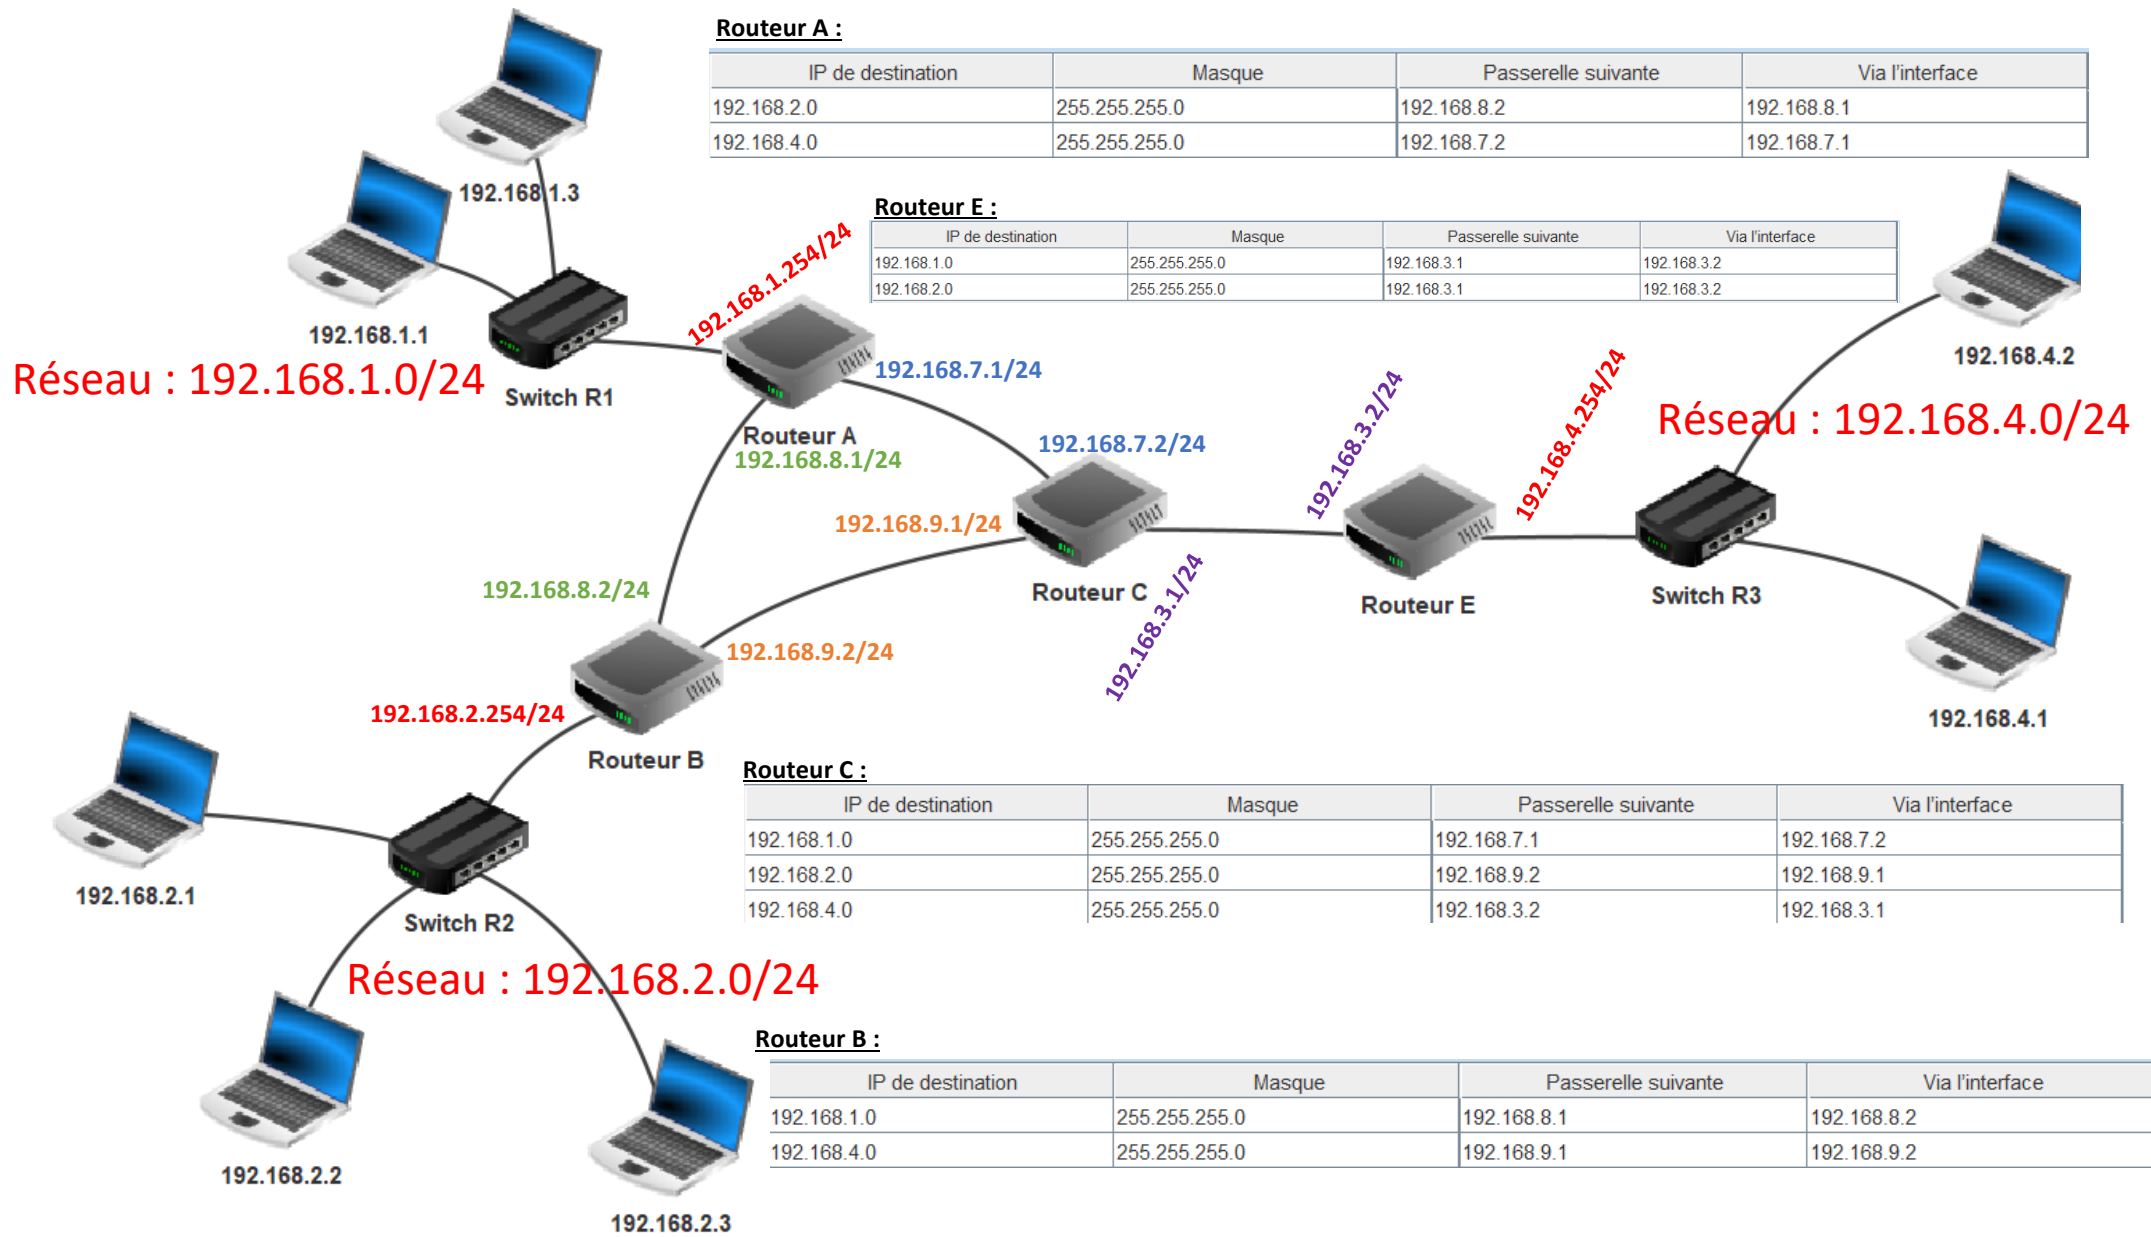 Routeur A :
IP de destination Masque Passerelle suivante Via l'interface
192.168.2.0 255.255.255.0 192.168.8.2 192.168.8.1
192.168.4.0 255.255.255.0 192.168.7.2 192.168.7.1
192.168.1.3
Routeur E :
IP de destination Masque Passerelle suivante Via l'interface
192.168.1.0 255.255.255.0 192.168.3.1 192.168.3.2
192.168.2.0 255.255.255.0 192.168.3.1 192.168.3.2
192.168.1.254/24
192.168.1.1
Réseau : 192.168.1.0/24
Switch R1
192.168.7.1/24
Routeur A
192.168.8.1/24
192.168.7.2/24
192.168.3.2/24
192.168.4.254/24
192.168.4.2
Réseau : 192.168.4.0/24
192.168.9.1/24
192.168.8.2/24
Routeur C
192.168.3.1/24
Routeur E
Switch R3
192.168.9.2/24
192.168.2.254/24
Routeur B
192.168.4.1
Routeur C :
IP de destination Masque Passerelle suivante Via l'interface
192.168.1.0 255.255.255.0 192.168.7.1 192.168.7.2
192.168.2.0 255.255.255.0 192.168.9.2 192.168.9.1
192.168.4.0 255.255.255.0 192.168.3.2 192.168.3.1
192.168.2.1
Switch R2
Réseau : 192.168.2.0/24
Routeur B :
IP de destination Masque Passerelle suivante Via l'interface
192.168.1.0 255.255.255.0 192.168.8.1 192.168.8.2
192.168.4.0 255.255.255.0 192.168.9.1 192.168.9.2
192.168.2.2
192.168.2.3